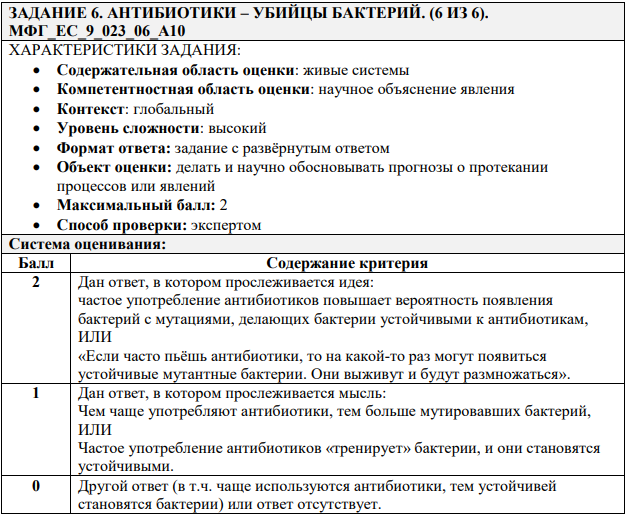 ЗАДАНИЕ 6. АНТИБИОТИКИ – УБИЙЦЫ БАКТЕРИЙ. (6 ИЗ 6).
МФГ_ЕС_9_023_06_А10
ХАРАКТЕРИСТИКИ ЗАДАНИЯ:
• Содержательная область оценки: живые системы
• Компетентностная область оценки: научное объяснение явления
• Контекст: глобальный
• Уровень сложности: высокий
• Формат ответа: задание с развёрнутым ответом
• Объект оценки: делать и научно обосновывать прогнозы о протекании
процессов или явлений
• Максимальный балл: 2
• Способ проверки: экспертом
Система оценивания:
Балл Содержание критерия
2 Дан ответ, в котором прослеживается идея:
частое употребление антибиотиков повышает вероятность появления
бактерий с мутациями, делающих бактерии устойчивыми к антибиотикам,
ИЛИ
«Если часто пьёшь антибиотики, то на какой-то раз могут появиться
устойчивые мутантные бактерии. Они выживут и будут размножаться».
1 Дан ответ, в котором прослеживается мысль:
Чем чаще употребляют антибиотики, тем больше мутировавших бактерий,
ИЛИ
Частое употребление антибиотиков «тренирует» бактерии, и они становятся
устойчивыми.
0 Другой ответ (в т.ч. чаще используются антибиотики, тем устойчивей
становятся бактерии) или ответ отсутствует.